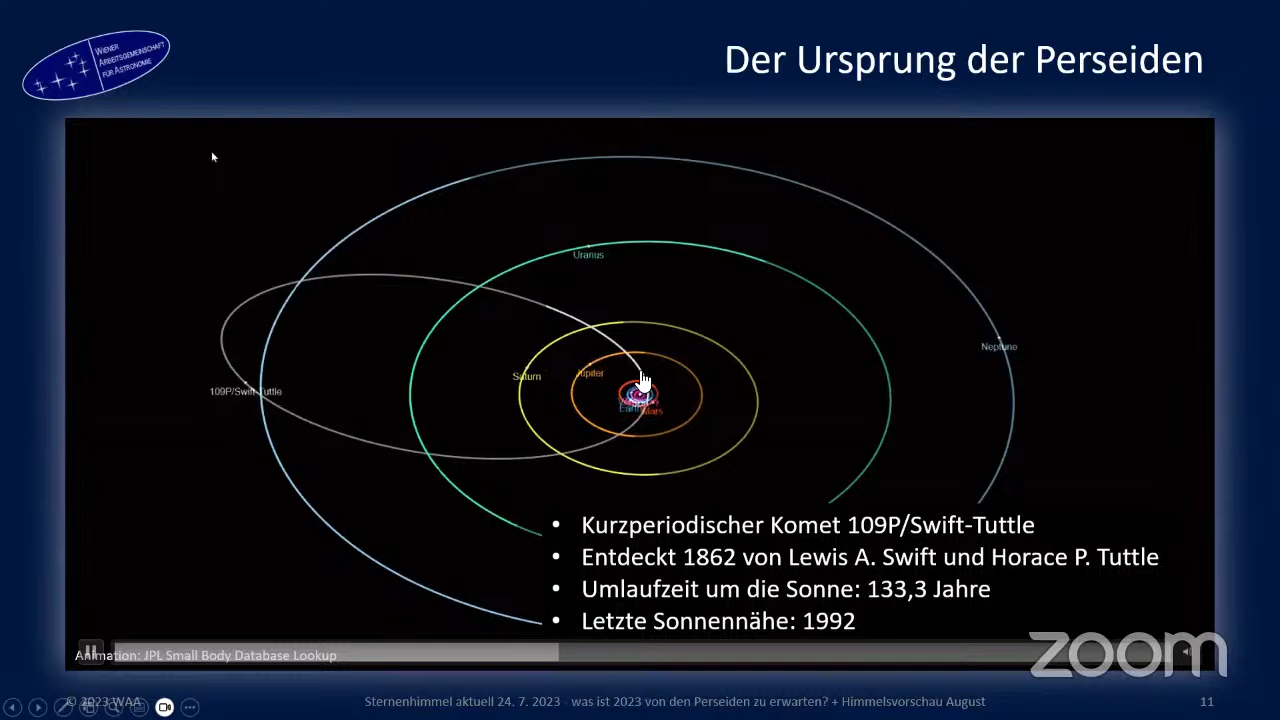 WIENER
ARBEITSGEMEINSCHAFT
FÜR ASTRONOMIE
Der Ursprung der Perseiden
Uranus
Neptune
Saturn
Jupiter
109P/Swift-Tuttle
Earth
Mars
• Kurzperiodischer Komet 109P/Swift-Tuttle
• Entdeckt 1862 von Lewis A. Swift und Horace P. Tuttle
• Umlaufzeit um die Sonne: 133,3 Jahre
• Letzte Sonnennähe: 1992
Animation: JPL Small Body Database Lookup
zoom
© 2023 WAA
Sternenhimmel aktuell 24. 7. 2023 - was ist 2023 von den Perseiden zu erwarten? + Himmelsvorschau August
11